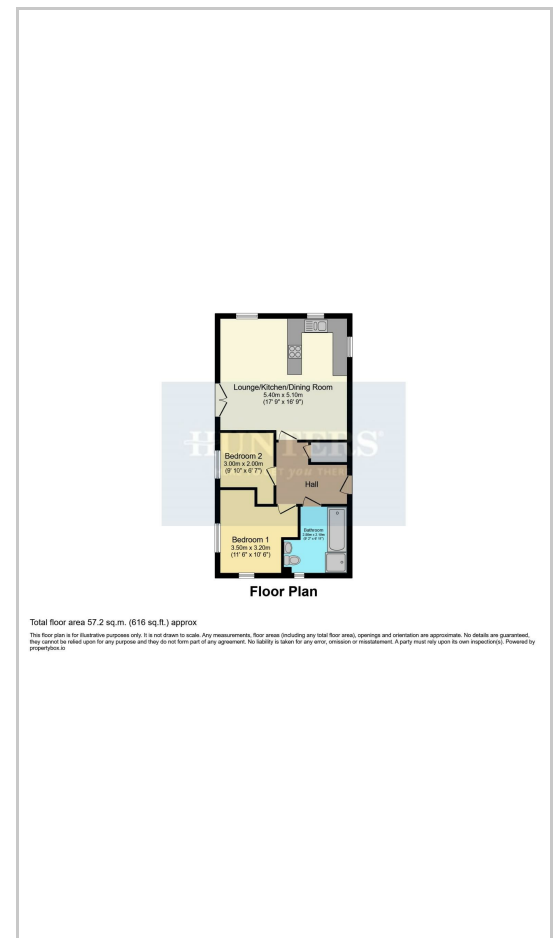 Lounge/Kitchen/Dining Room
5.40m x 5.10m
(17' 9" x 16' 9")
HUNTERS
Bedroom 2
3.00m x 2.00m
(9' 10" x 6' 7")
Hall
Bathroom
Bedroom 1
3.50m x 3.20m
(11' 6" x 10' 6")
Floor Plan
Total floor area 57.2 sq.m. (616 sq.ft.) approx
This floor plan is for illustrative purposes only. It is not drawn to scale. Any measurements, floor areas (including any total floor area), openings and orientation are approximate. No details are guaranteed,
they cannot be relied upon for any purpose and they do not form part of any agreement. No liability is taken for any error, omission or misstatement. A party must rely upon its own inspection(s). Powered by
propertybox.io